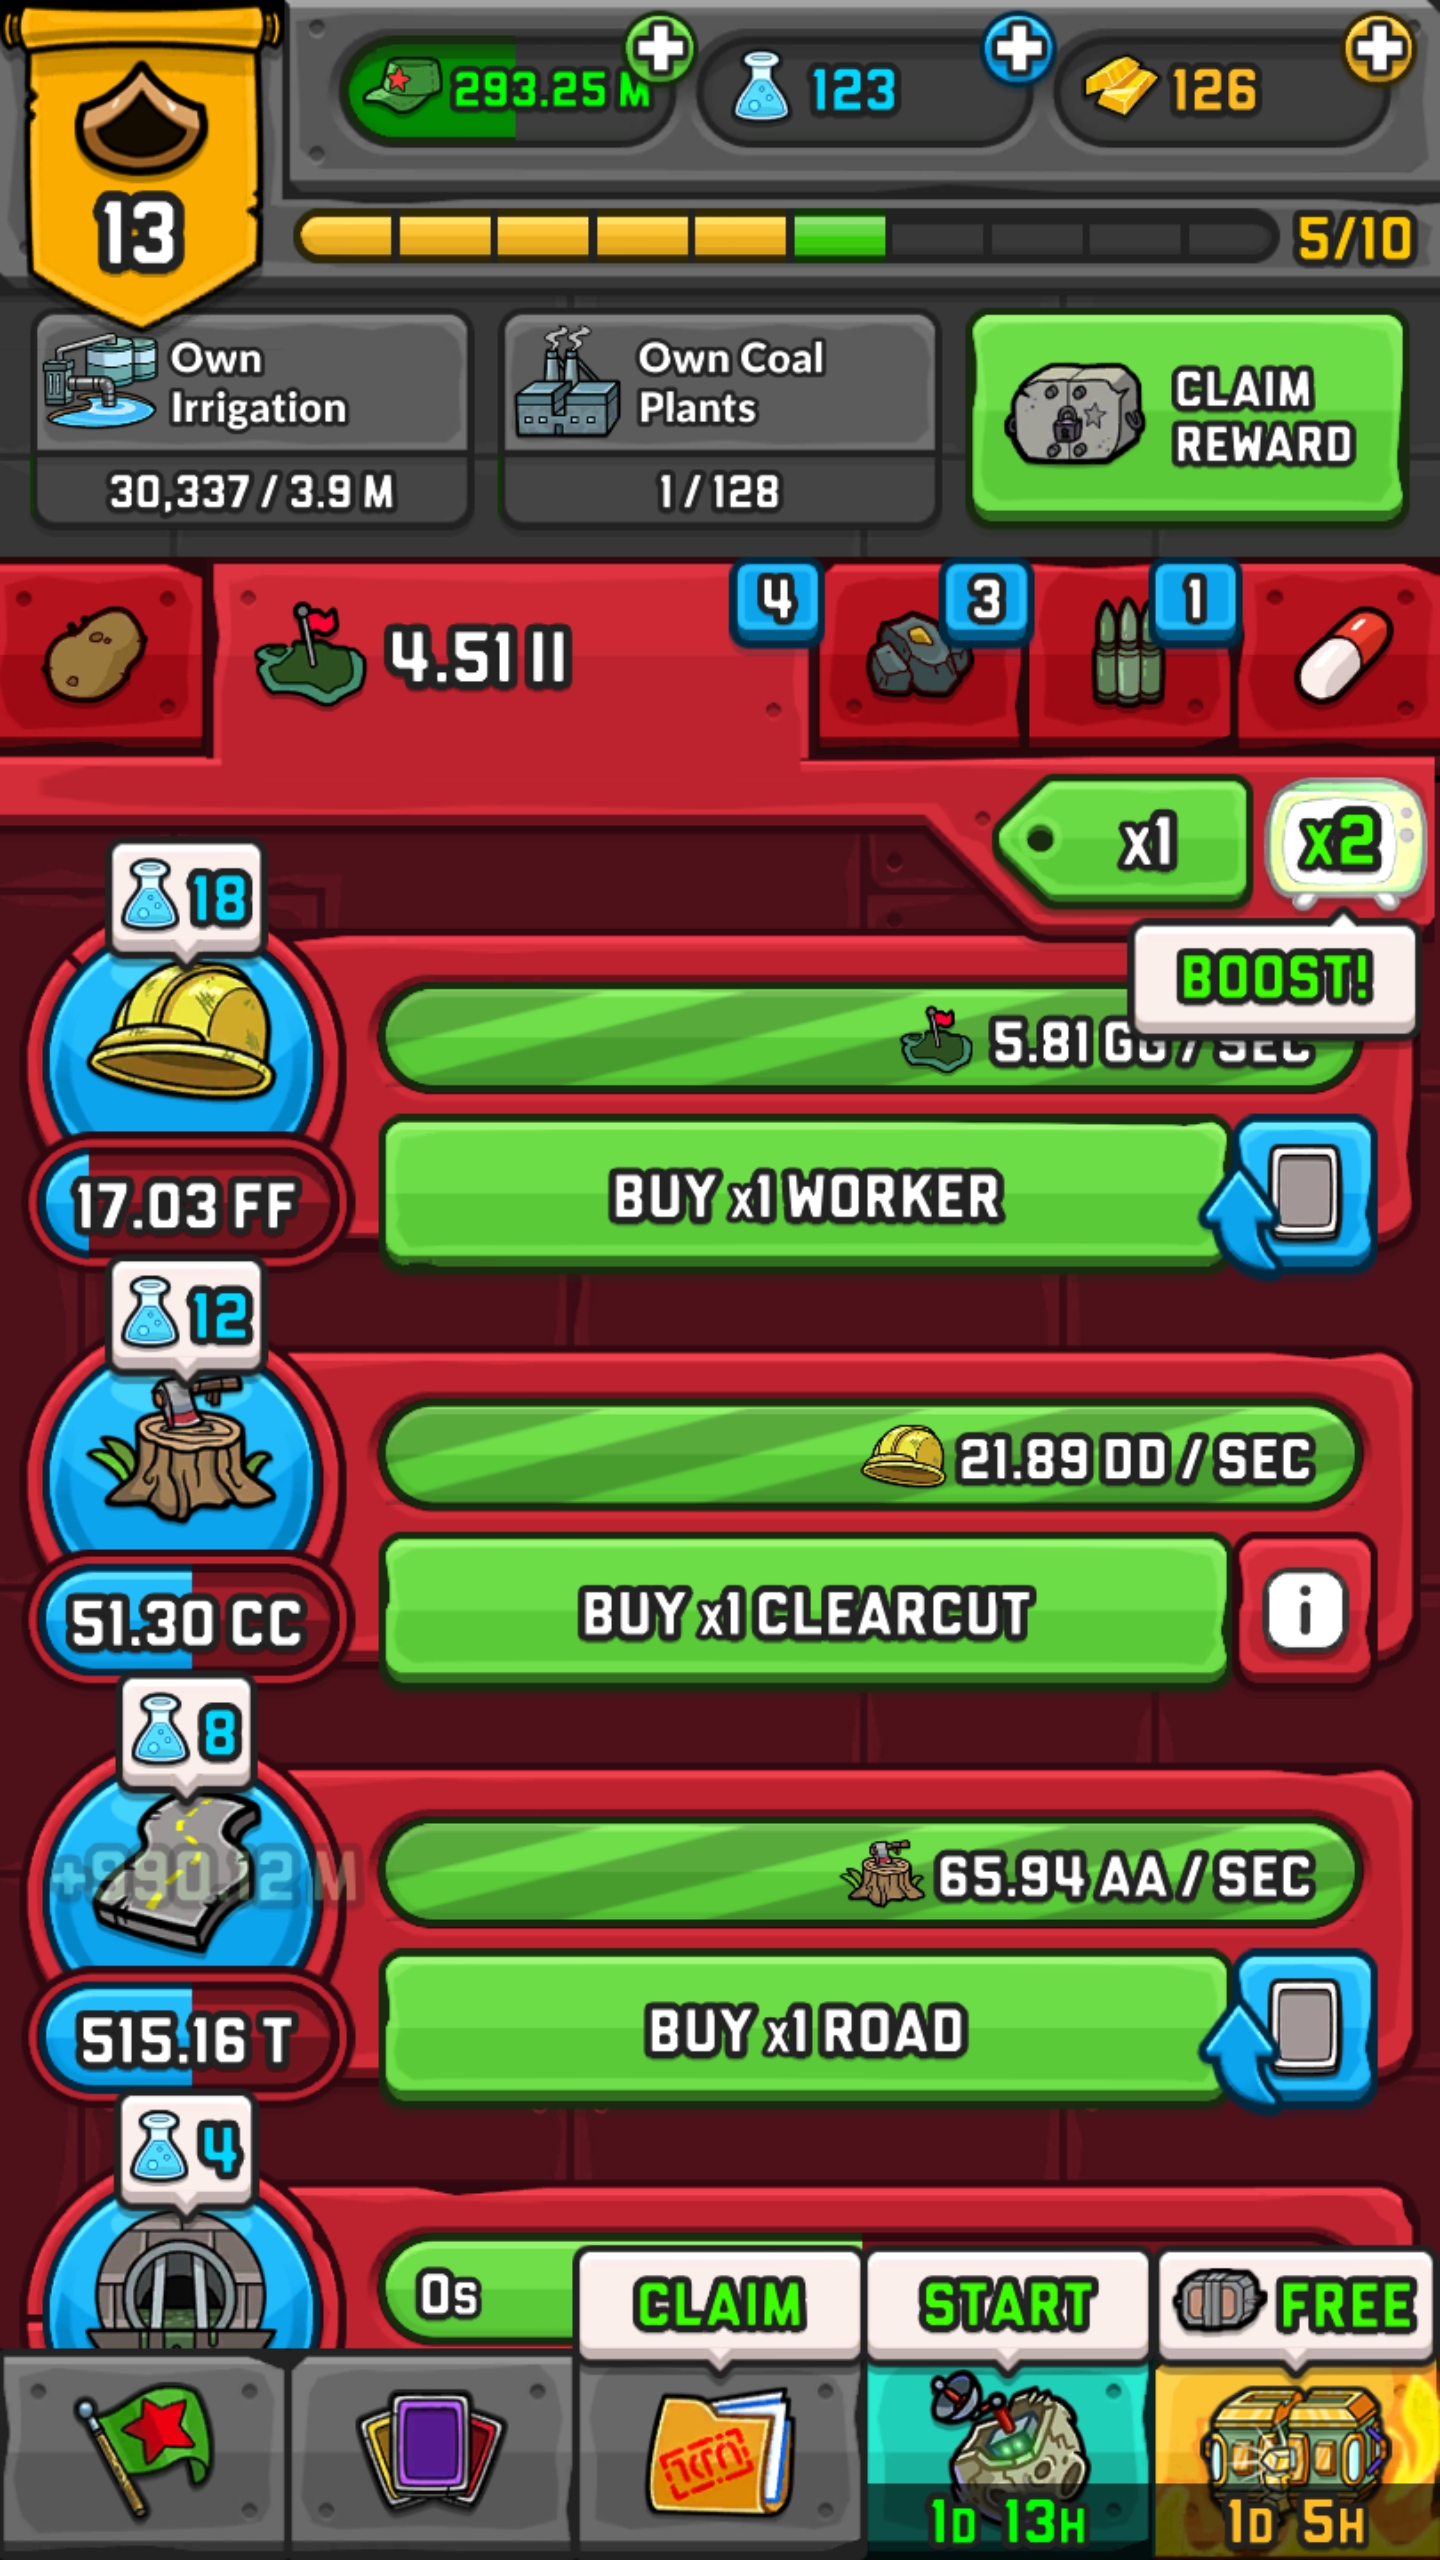 293.25 M
123
126
13
5/10
Own
Irrigation
30,337 / 3.9 M
Own Coal
Plants
1 / 128
CLAIM
REWARD
4.51 II
4
3
1
x1
x2
BOOST!
18
5.81 GG / SEC
17.03 FF
BUY x1 WORKER
12
21.89 DD / SEC
51.30 CC
BUY x1 CLEARCUT
i
8
65.94 AA / SEC
515.16 T
BUY x1 ROAD
4
0s
CLAIM
START
FREE
1D 13H
1D 5H